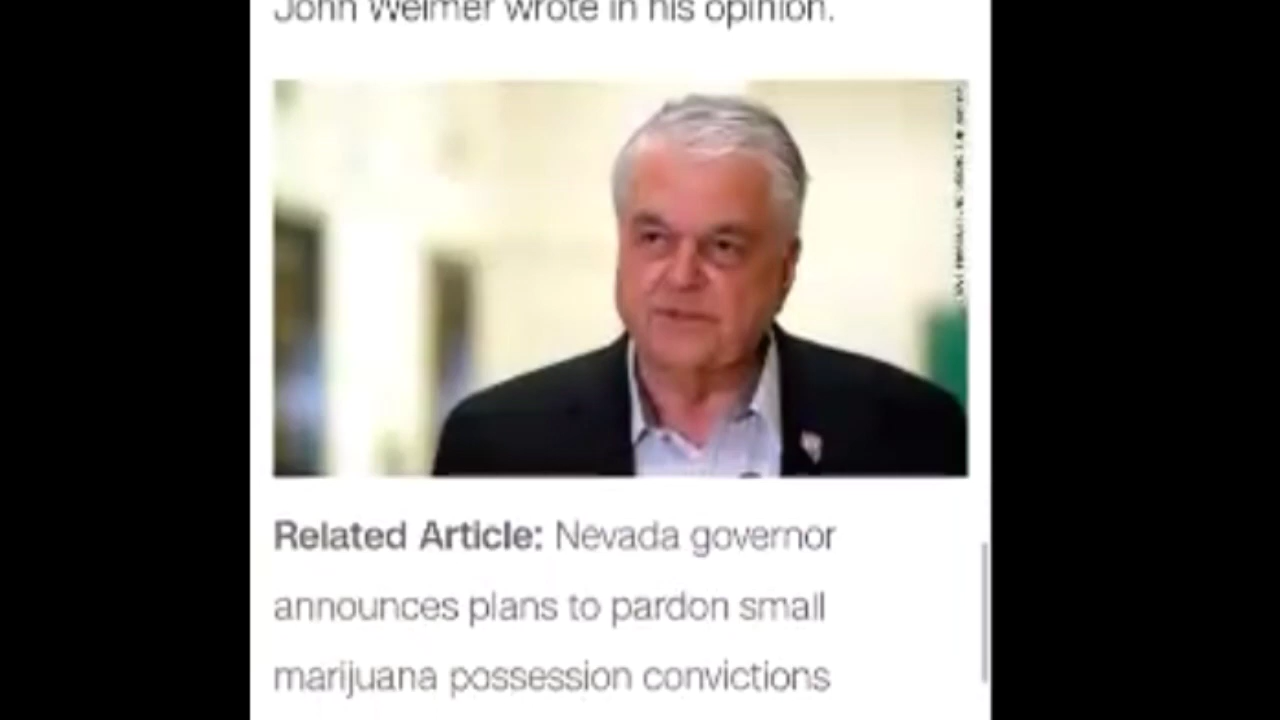 John Weimer wrote in his opinion.
Related Article: Nevada governor
announces plans to pardon small
marijuana possession convictions